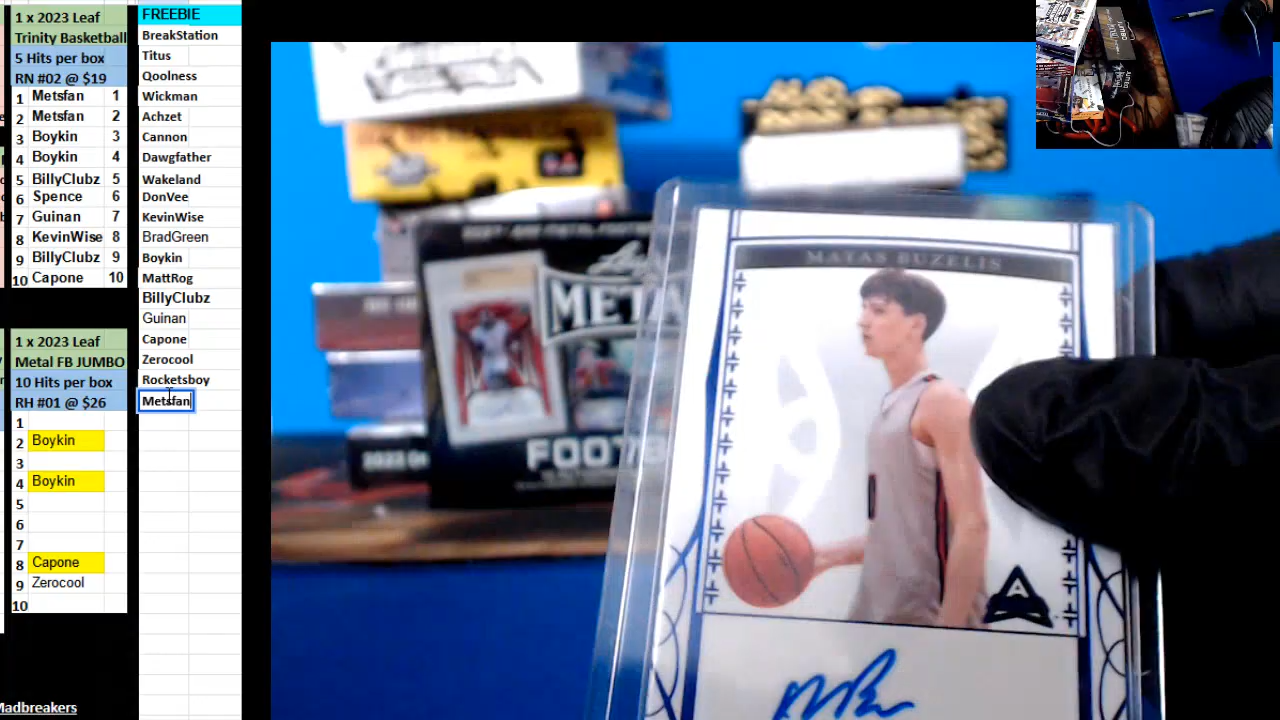 1 x 2023 Leaf
Trinity Basketball
5 Hits per box
RN #02 @ $19
1 Metsfan 1
2 Metsfan 2
3 Boykin 3
4 Boykin 4
5 BillyClubz 5
6 Spence 6
7 Guinan 7
8 KevinWise 8
9 BillyClubz 9
10 Capone 10
1 x 2023 Leaf
Metal FB JUMBO
10 Hits per box
RH #01 @ $26
1
2 Boykin
3
4 Boykin
5
6
7
8 Capone
9 Zerocool
10
Madbreakers
FREEBIE
BreakStation
Titus
Qoolness
Wickman
Achzet
Cannon
Dawgfather
Wakeland
DonVee
KevinWise
BradGreen
Boykin
MattRog
BillyClubz
Guinan
Capone
Zerocool
Rocketsboy
Metsfan
Leaf
META
FOOTB
MATAS BUZELIS